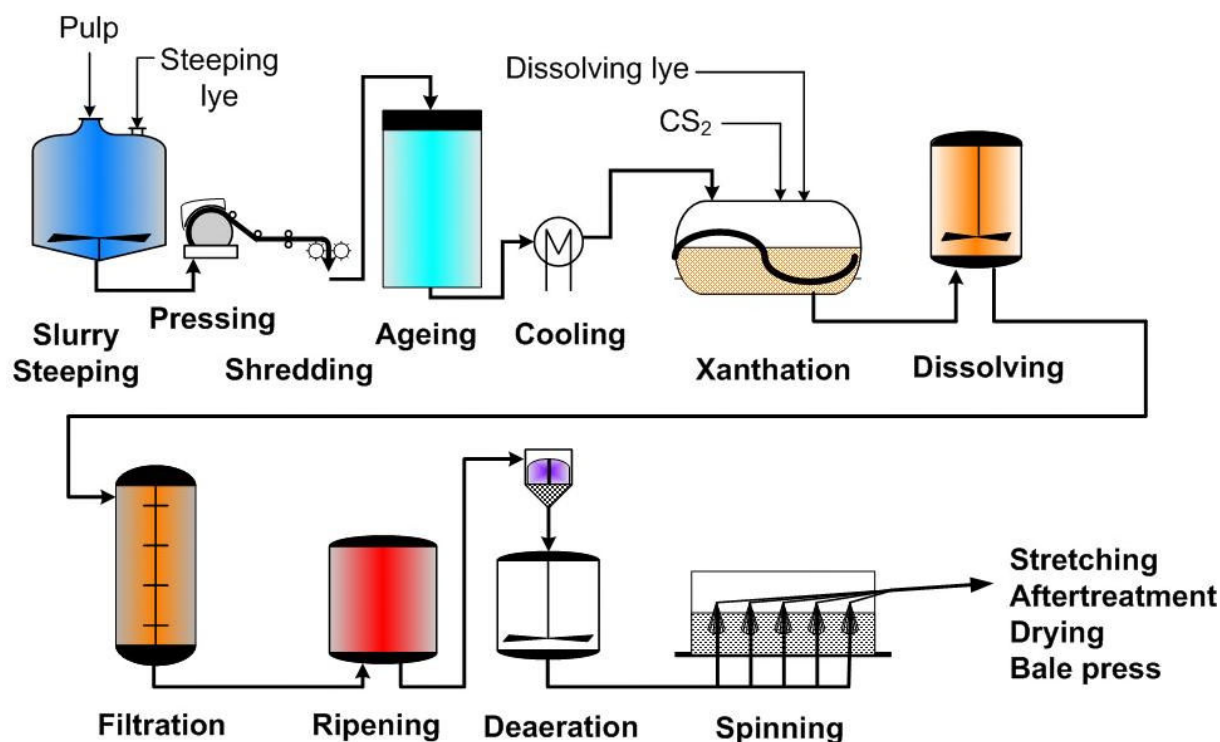 Pulp
Steeping
lye
Dissolving lye
CS₂
Pressing
Ageing
Cooling
Slurry
Steeping
Shredding
Xanthation
Dissolving
Stretching
Aftertreatment
Drying
Bale press
Filtration
Ripening
Deaeration
Spinning